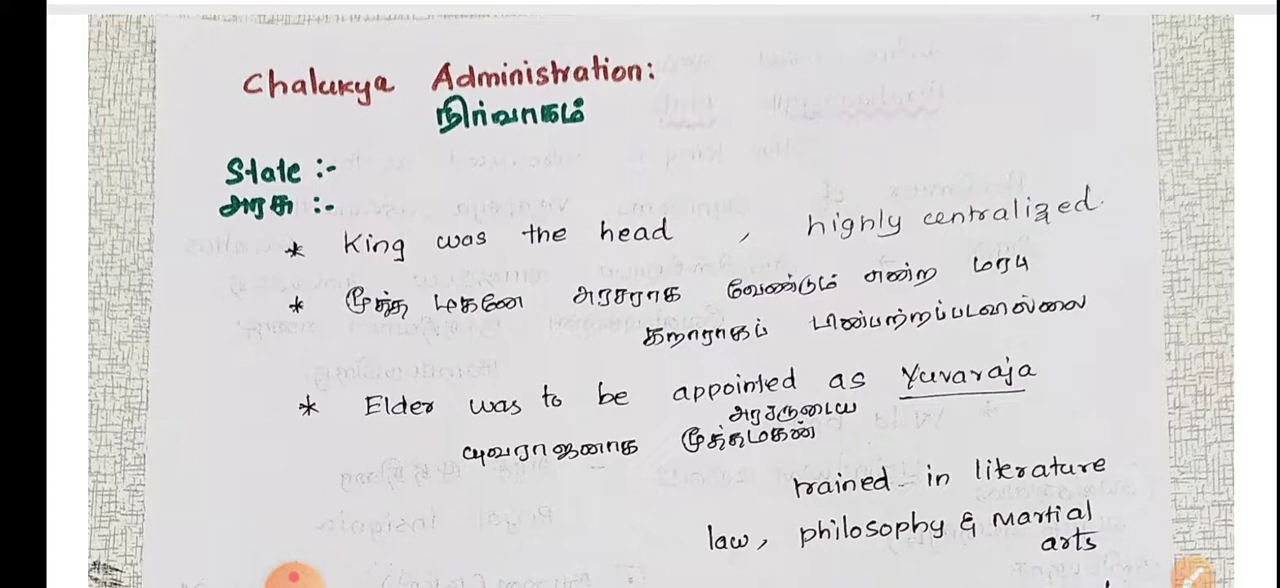 Chalukya Administration:
நிர்வாகம்
State :-
அரசு :-
* King was the head , highly centralized.
* மூத்த மகனே அரசராக வேண்டும் என்ற மரபு
கறாராகப் பின்பற்றப்படவில்லை
* Elder was to be appointed as Yuvaraja
அரசருடைய
யுவராஜனாக மூத்தமகன்
trained in literature
law, philosophy & martial
arts